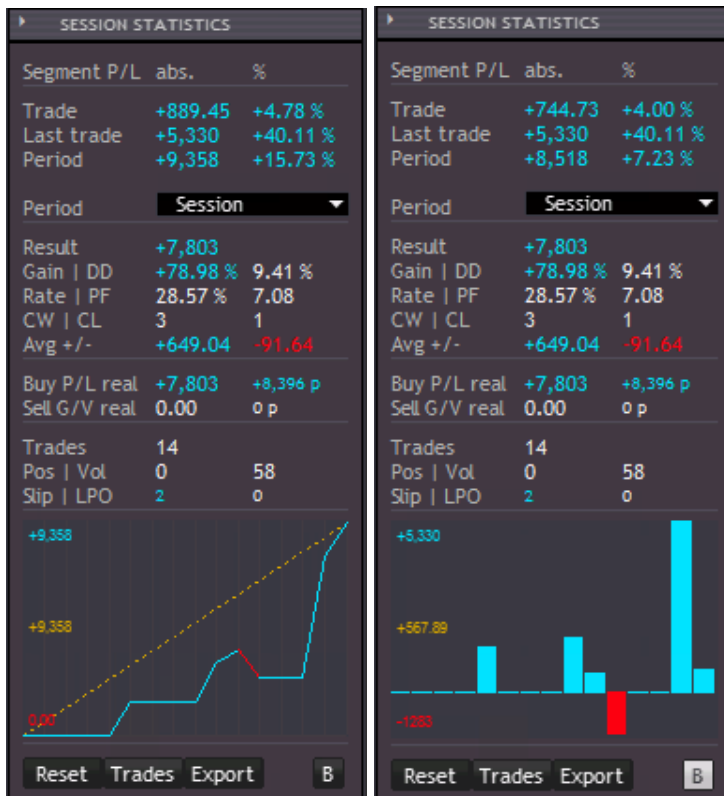 SESSION STATISTICS
Segment P/L abs. %
Trade +889.45 +4.78 %
Last trade +5,330 +40.11 %
Period +9,358 +15.73 %
Period Session
Result +7,803
Gain | DD +78.98 % 9.41 %
Rate | PF 28.57 % 7.08
CW | CL 3 1
Avg +/- +649.04 -91.64
Buy P/L real +7,803 +8,396 p
Sell G/V real 0.00 0 p
Trades 14
Pos | Vol 0 58
Slip | LPO 2 0
+9,358
+9,358
0,00
Reset Trades Export B
SESSION STATISTICS
Segment P/L abs. %
Trade +744.73 +4.00 %
Last trade +5,330 +40.11 %
Period +8,518 +7.23 %
Period Session
Result +7,803
Gain | DD +78.98 % 9.41 %
Rate | PF 28.57 % 7.08
CW | CL 3 1
Avg +/- +649.04 -91.64
Buy P/L real +7,803 +8,396 p
Sell G/V real 0.00 0 p
Trades 14
Pos | Vol 0 58
Slip | LPO 2 0
+5,330
+567.89
-1283
Reset Trades Export B